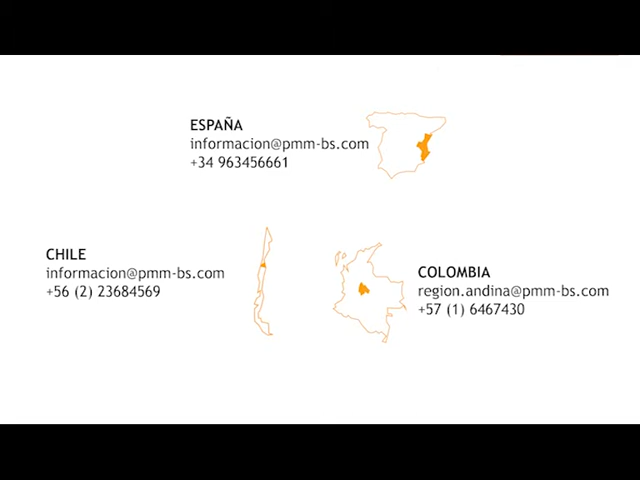 ESPAÑA
informacion@pmm-bs.com
+34 963456661
CHILE
informacion@pmm-bs.com
+56 (2) 23684569
COLOMBIA
region.andina@pmm-bs.com
+57 (1) 6467430